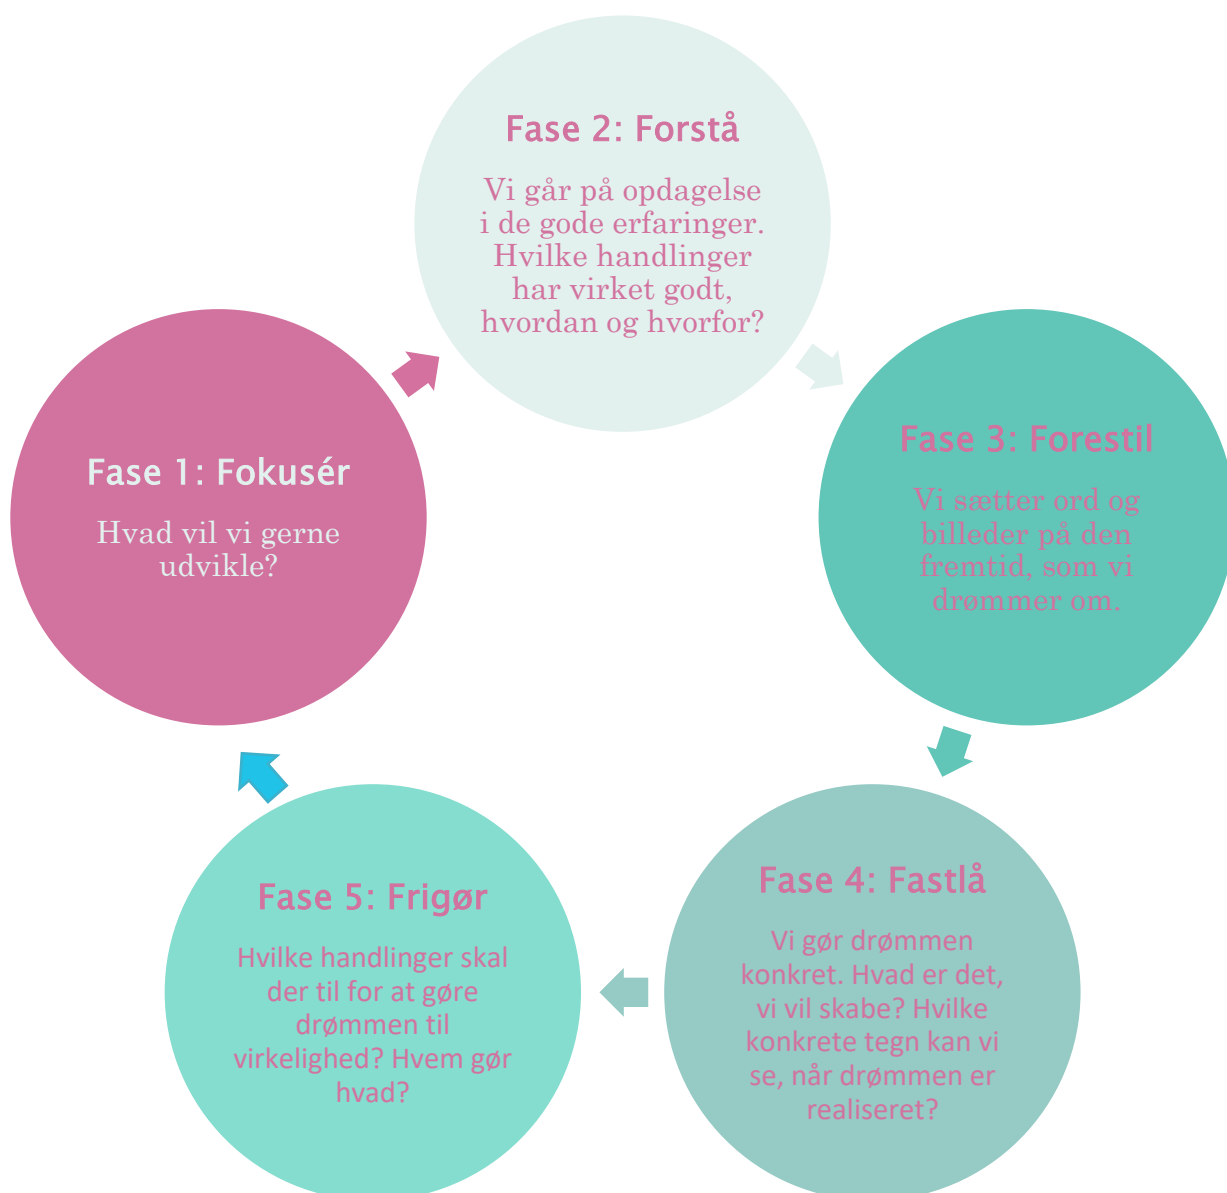 Fase 1: Fokusér
Hvad vil vi gerne
udvikle?
Fase 2: Forstå
Vi går på opdagelse
i de gode erfaringer.
Hvilke handlinger
har virket godt,
hvordan og hvorfor?
Fase 3: Forestil
Vi sætter ord og
billeder på den
fremtid, som vi
drømmer om.
Fase 4: Fastlå
Vi gør drømmen
konkret. Hvad er det,
vi vil skabe? Hvilke
konkrete tegn kan vi
se, når drømmen er
realiseret?
Fase 5: Frigør
Hvilke handlinger skal
der til for at gøre
drømmen til
virkelighed? Hvem gør
hvad?